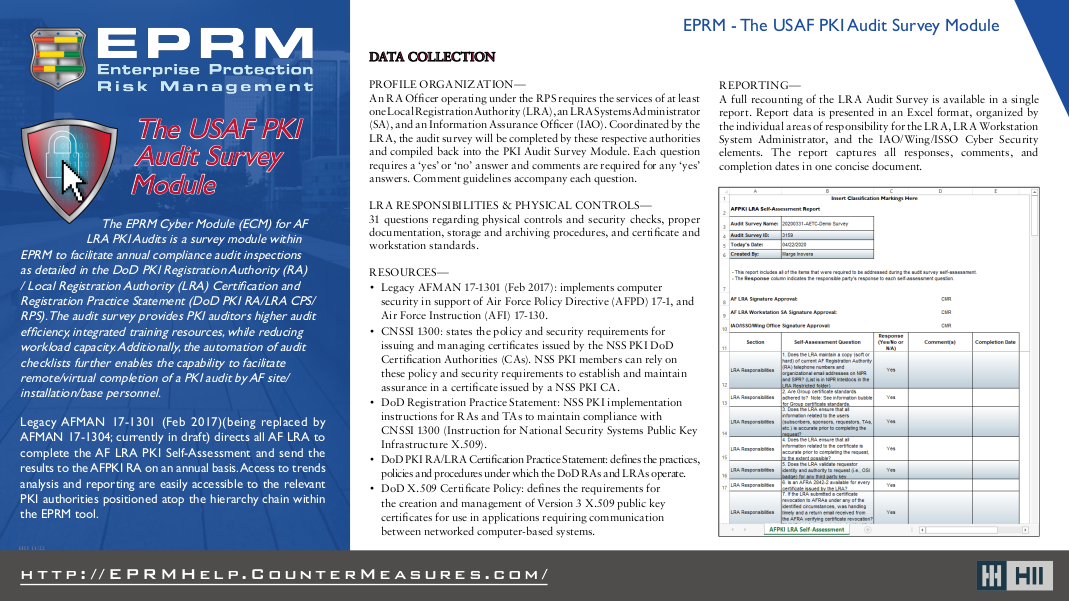 EPRM - The USAF PKI Audit Survey Module
EPRM
Enterprise Protection
Risk Management
The USAF PKI
Audit Survey
Module
The EPRM Cyber Module (ECM) for AF
LRA PKI Audits is a survey module within
EPRM to facilitate annual compliance audit inspections
as detailed in the DoD PKI Registration Authority (RA)
/ Local Registration Authority (LRA) Certification and
Registration Practice Statement (DoD PKI RA/LRA CPS/
RPS). The audit survey provides PKI auditors higher audit
efficiency, integrated training resources, while reducing
workload capacity. Additionally, the automation of audit
checklists further enables the capability to facilitate
remote/virtual completion of a PKI audit by AF site/
installation/base personnel.
Legacy AFMAN 17-1301 (Feb 2017)(being replaced by
AFMAN 17-1304; currently in draft) directs all AF LRA to
complete the AF LRA PKI Self-Assessment and send the
results to the AFPKI RA on an annual basis. Access to trends
analysis and reporting are easily accessible to the relevant
PKI authorities positioned atop the hierarchy chain within
the EPRM tool.
DATA COLLECTION
PROFILE ORGANIZATION—
An RA Officer operating under the RPS requires the services of at least
one Local Registration Authority (LRA), an LRA Systems Administrator
(SA), and an Information Assurance Officer (IAO). Coordinated by the
LRA, the audit survey will be completed by these respective authorities
and compiled back into the PKI Audit Survey Module. Each question
requires a ‘yes’ or ‘no’ answer and comments are required for any ‘yes’
answers. Comment guidelines accompany each question.
LRA RESPONSIBILITIES & PHYSICAL CONTROLS—
31 questions regarding physical controls and security checks, proper
documentation, storage and archiving procedures, and certificate and
workstation standards.
RESOURCES—
• Legacy AFMAN 17-1301 (Feb 2017): implements computer
security in support of Air Force Policy Directive (AFPD) 17-1, and
Air Force Instruction (AFI) 17-130.
• CNSSI 1300: states the policy and security requirements for
issuing and managing certificates issued by the NSS PKI DoD
Certification Authorities (CAs). NSS PKI members can rely on
these policy and security requirements to establish and maintain
assurance in a certificate issued by a NSS PKI CA.
• DoD Registration Practice Statement: NSS PKI implementation
instructions for RAs and TAs to maintain compliance with
CNSSI 1300 (Instruction for National Security Systems Public Key
Infrastructure X.509).
• DoD PKI RA/LRA Certification Practice Statement: defines the practices,
policies and procedures under which the DoD RAs and LRAs operate.
• DoD X.509 Certificate Policy: defines the requirements for
the creation and management of Version 3 X.509 public key
certificates for use in applications requiring communication
between networked computer-based systems.
REPORTING—
A full recounting of the LRA Audit Survey is available in a single
report. Report data is presented in an Excel format, organized by
the individual areas of responsibility for the LRA, LRA Workstation
System Administrator, and the IAO/Wing/ISSO Cyber Security
elements. The report captures all responses, comments, and
completion dates in one concise document.
A B C D E
1 Insert Classification Markings Here
2 AFPKI LRA Self-Assessment Report
3 Audit Survey Name: 20200331-AETC-Demo Survey
4 Audit Survey ID: 3159
5 Today's Date: 04/22/2020
6 Created By: Marge Inovera
- This report includes all of the items that were required to be addressed during the audit survey self-assessment.
7 - The Response column indicates the responsible party's response to each self-assessment question.
8 AF LRA Signature Approval: CMR
9 AF LRA Workstation SA Signature Approval: CMR
10 IAO/ISSO/Wing Office Signature Approval: CMR
11 Section Self-Assessment Question Response (Yes/No or N/A) Comment(s) Completion Date
12 LRA Responsibilities 1. Does the LRA maintain a copy (soft or hard) of current AF Registration Authority (RA) telephone numbers and organizational email addresses on NIPR and SIPR? (List is in NIPR Inteldocs in the LRA Restricted folder) Yes
13 LRA Responsibilities 2. Are Group certificate standards adhered to? Note: See information bubble for Group certificate standards. Yes
14 LRA Responsibilities 3. Does the LRA ensure that all information related to the users (subscribers, sponsors, requestors, TAs, etc.) is accurate prior to completing the request? Yes
15 LRA Responsibilities 4. Does the LRA ensure that all information related to the certificate is accurate prior to completing the request, to the extent possible? Yes
16 LRA Responsibilities 5. Does the LRA validate requestor identity and authority to request (i.e., OSI badge) for any third party key Yes
17 LRA Responsibilities 6. Is an AFRA 2842-2 available for every certificate issued by the LRA? Yes
LRA Responsibilities 7. If the LRA submitted a certificate revocation to AFRAs under any of the identified circumstances, was handling timely and a return email received from the AFRA verifying certificate revocation? Yes
AFPKI LRA Self-Assessment
HTTP://EPRMHELP.COUNTERMEASURES.COM/
HII